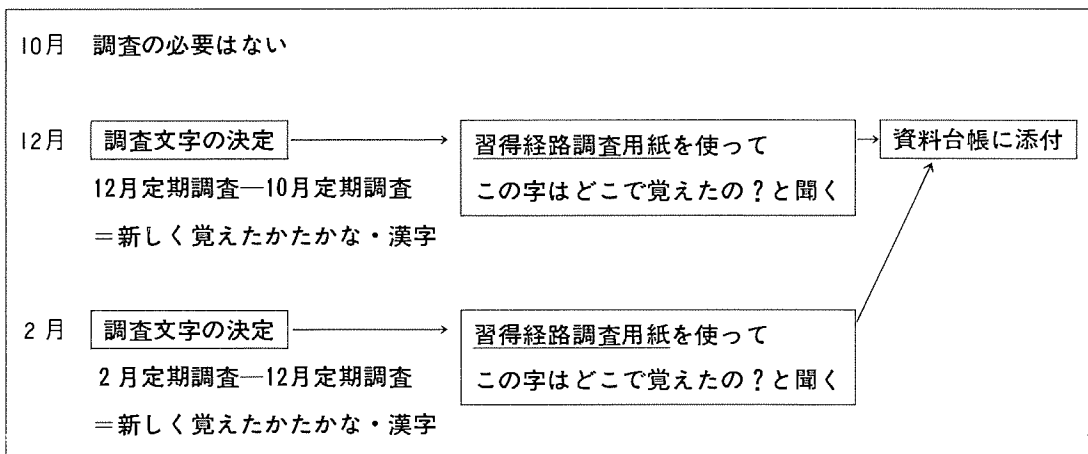 10月 調査の必要はない
12月 調査文字の決定 習得経路調査用紙を使って 資料台帳に添付
12月定期調査―10月定期調査 この字はどこで覚えたの?と聞く
=新しく覚えたかたかな・漢字
2月 調査文字の決定 習得経路調査用紙を使って
2月定期調査―12月定期調査 この字はどこで覚えたの?と聞く
=新しく覚えたかたかな・漢字